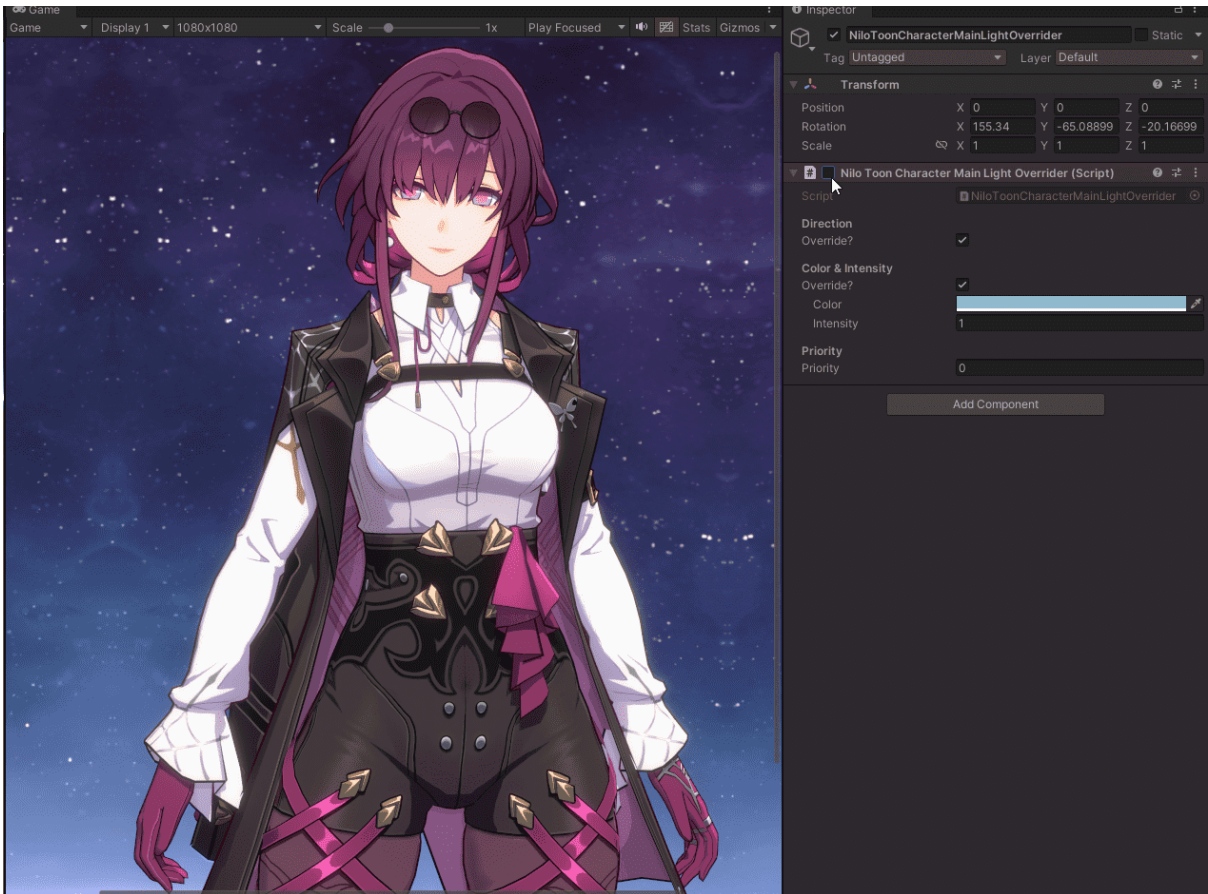 Game
Game Display 1 1080x1080 Scale 1x Play Focused Stats Gizmos
Inspector
NiloToonCharacterMainLightOverrider Static
Tag Untagged Layer Default
Transform
Position X 0 Y 0 Z 0
Rotation X 155.34 Y -65.08899 Z -20.16699
Scale X 1 Y 1 Z 1
# Nilo Toon Character Main Light Overrider (Script)
Script NiloToonCharacterMainLightOverrider
Direction
Override?
Color & Intensity
Override?
Color
Intensity 1
Priority
Priority 0
Add Component